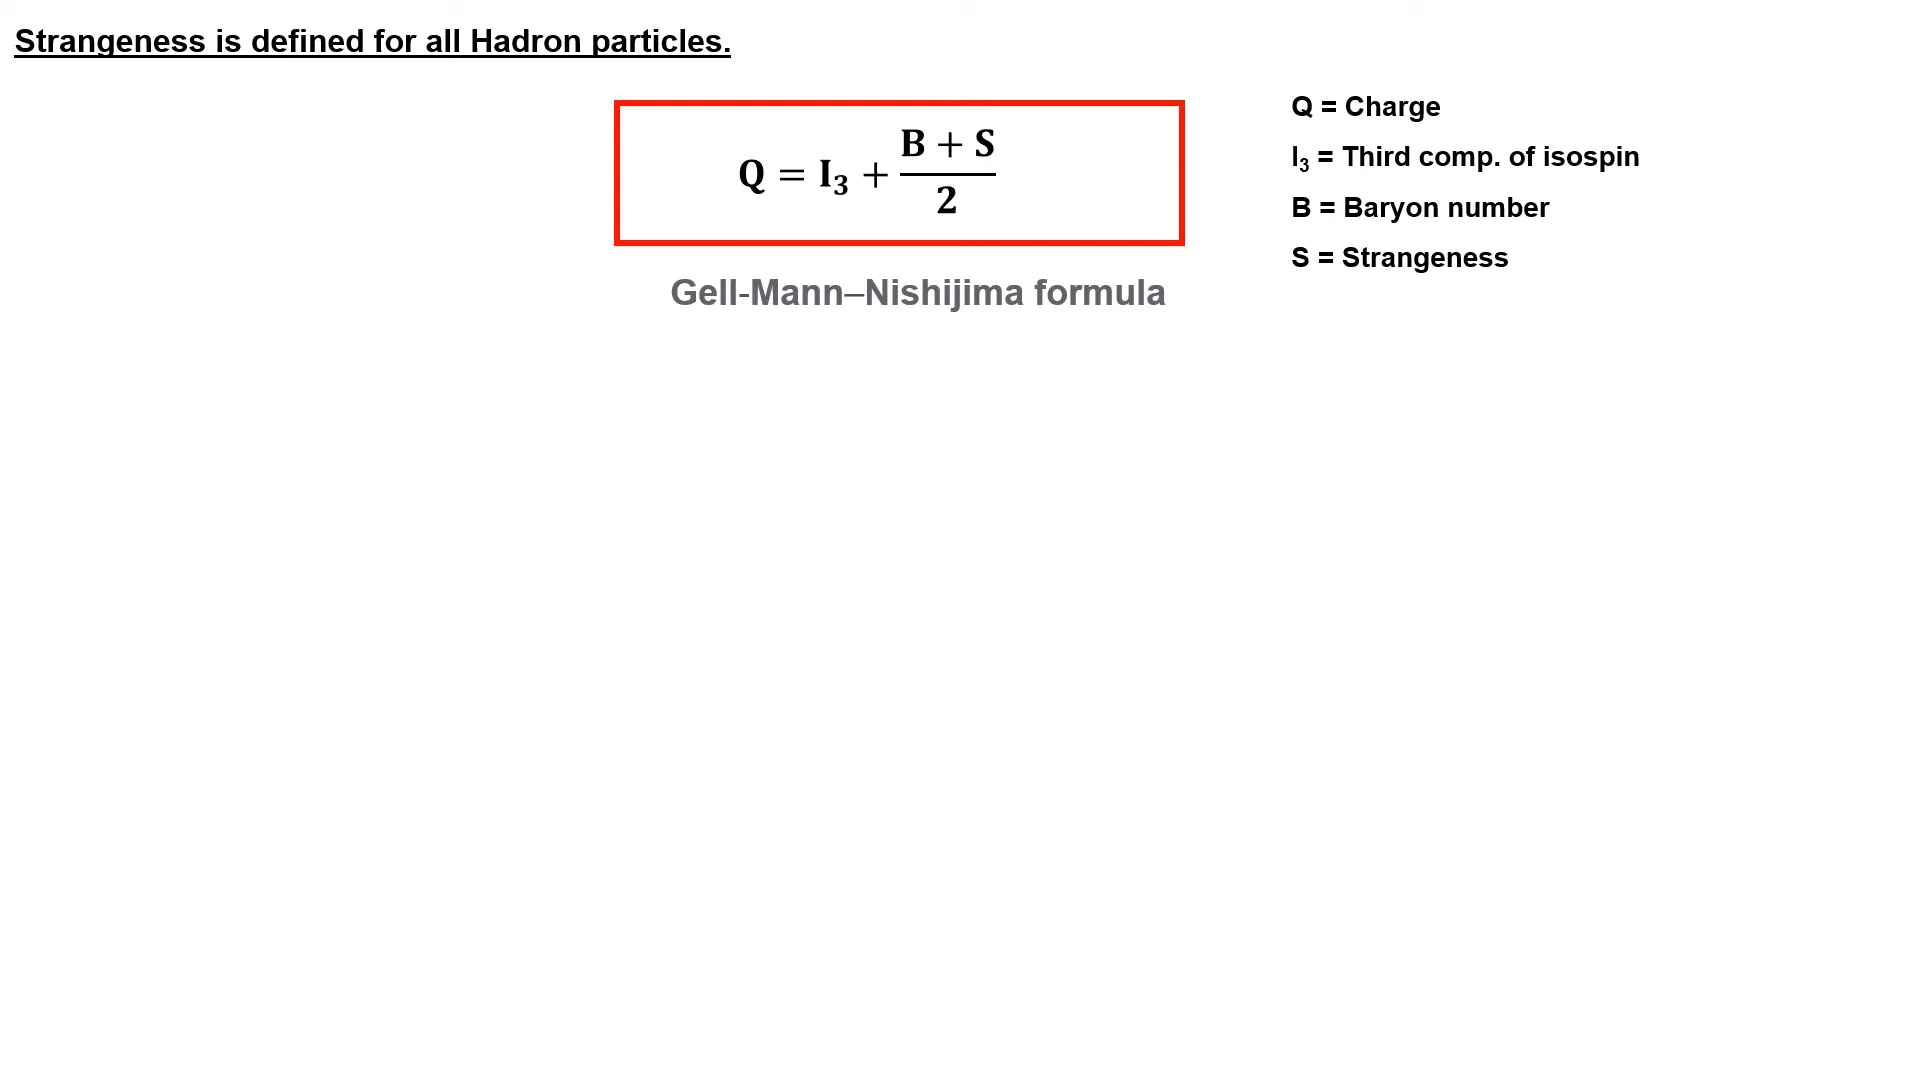 Strangeness is defined for all Hadron particles.
Q = I₃ + (B + S)/2
Gell-Mann–Nishijima formula
Q = Charge
I₃ = Third comp. of isospin
B = Baryon number
S = Strangeness